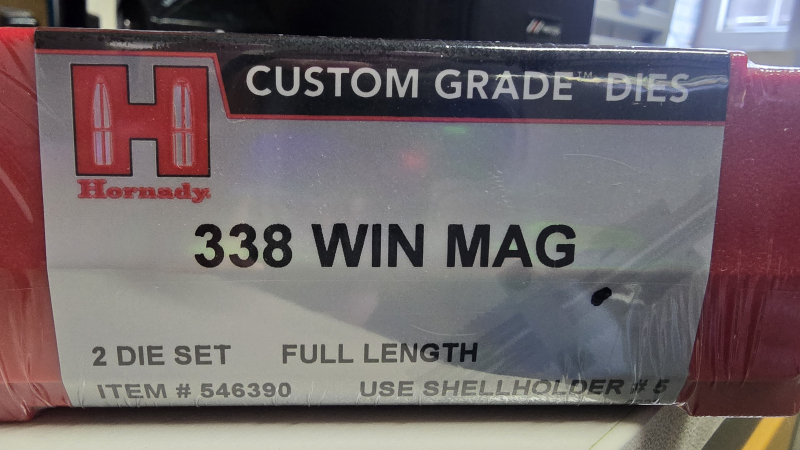 CUSTOM GRADE™ DIES
H
Hornady
338 WIN MAG
2 DIE SET FULL LENGTH
ITEM # 546390 USE SHELLHOLDER # 5